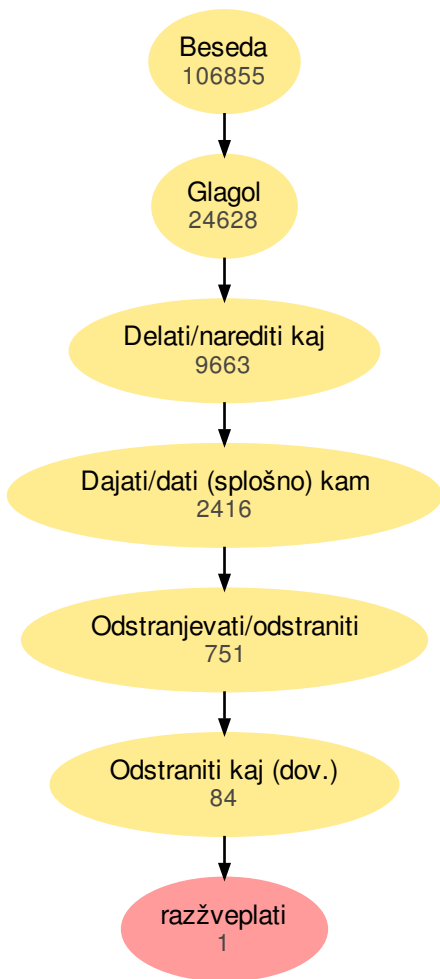 Beseda
106855
Glagol
24628
Delati/narediti kaj
9663
Dajati/dati (splošno) kam
2416
Odstranjevati/odstraniti
751
Odstraniti kaj (dov.)
84
razžveplati
1